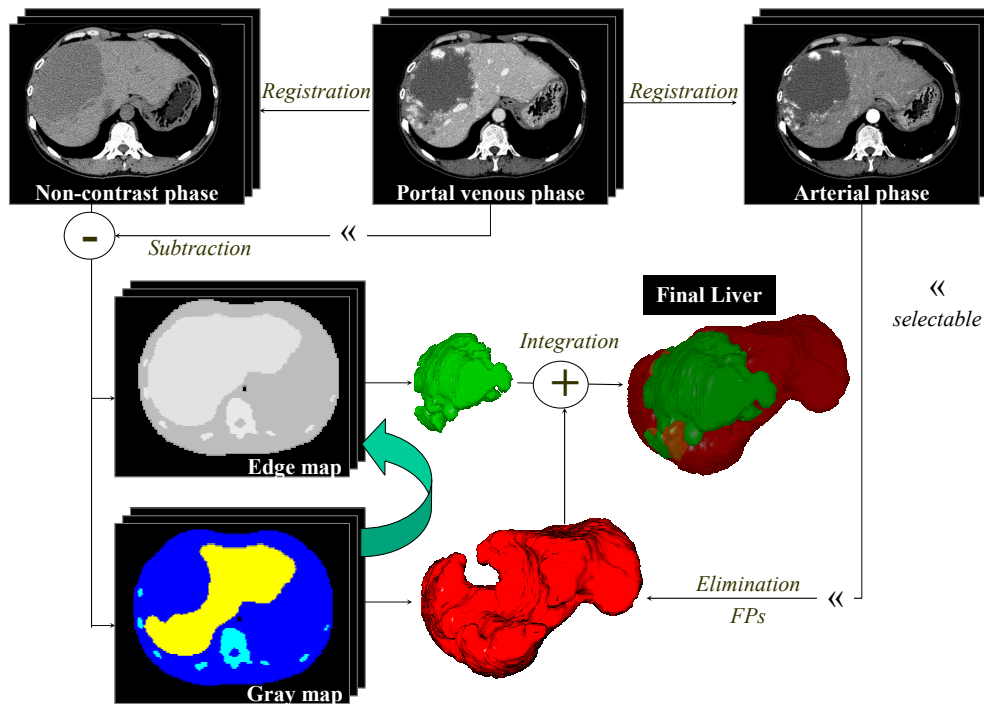 Registration
Registration
Non-contrast phase
Portal venous phase
Arterial phase
-
Subtraction
«
«
selectable
Final Liver
Integration
+
Edge map
Elimination
FPs
«
Gray map